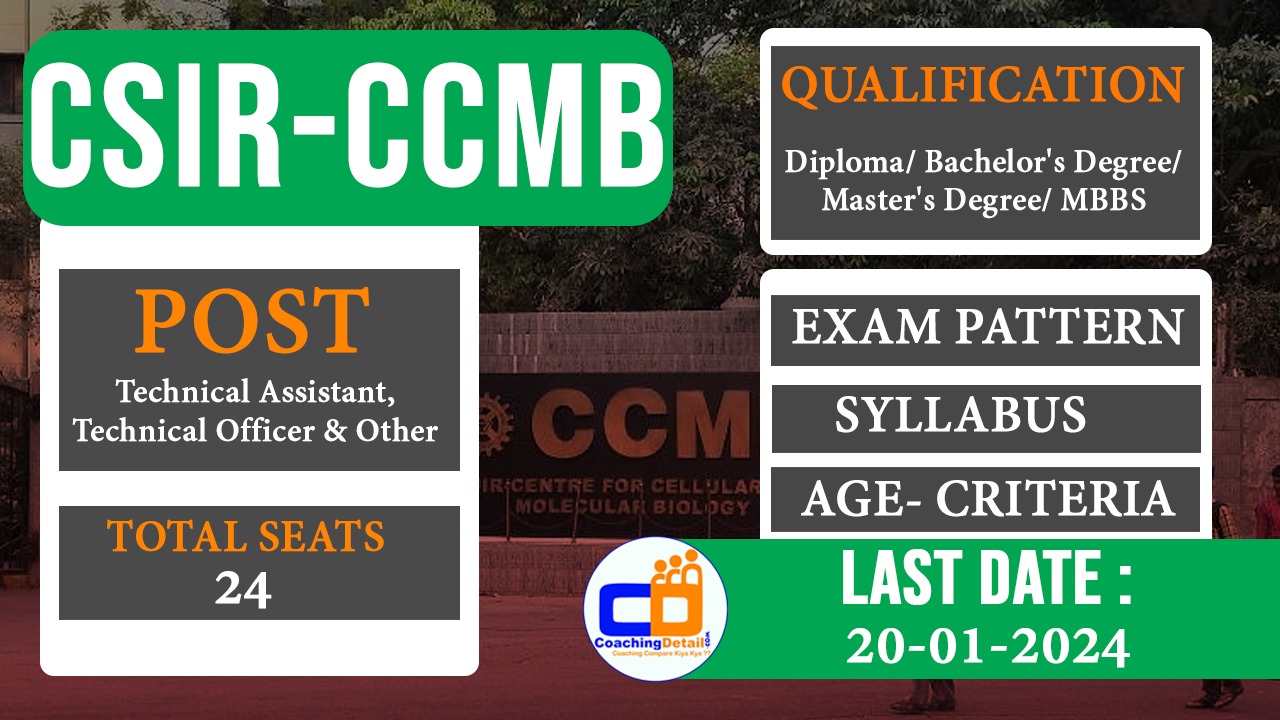 CSIR-CCMB
POST
Technical Assistant,
Technical Officer & Other
TOTAL SEATS
24
QUALIFICATION
Diploma/ Bachelor's Degree/
Master's Degree/ MBBS
EXAM PATTERN
SYLLABUS
AGE- CRITERIA
CCM
CENTRE FOR CELLULAR
MOLECULAR BIOLOGY
LAST DATE :
20-01-2024
CoachingDetail.com
Coaching Compare Kiya Kya ??